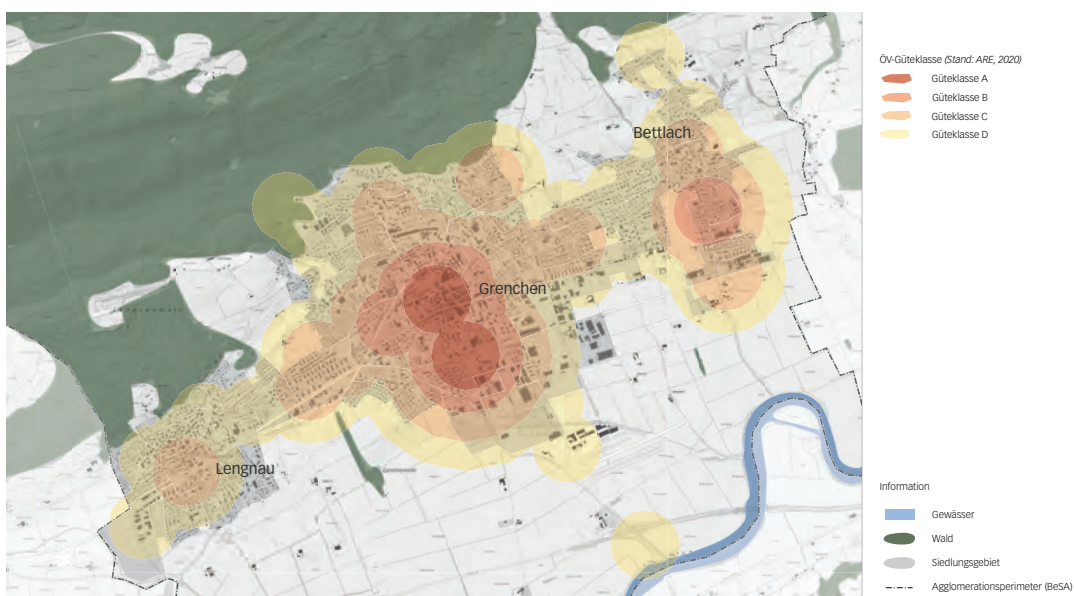 Bettlach
Grenchen
Lengnau
ÖV-Güteklasse (Stand: ARE, 2020)
Güteklasse A
Güteklasse B
Güteklasse C
Güteklasse D
Information
Gewässer
Wald
Siedlungsgebiet
Agglomerationsperimeter (BeSA)